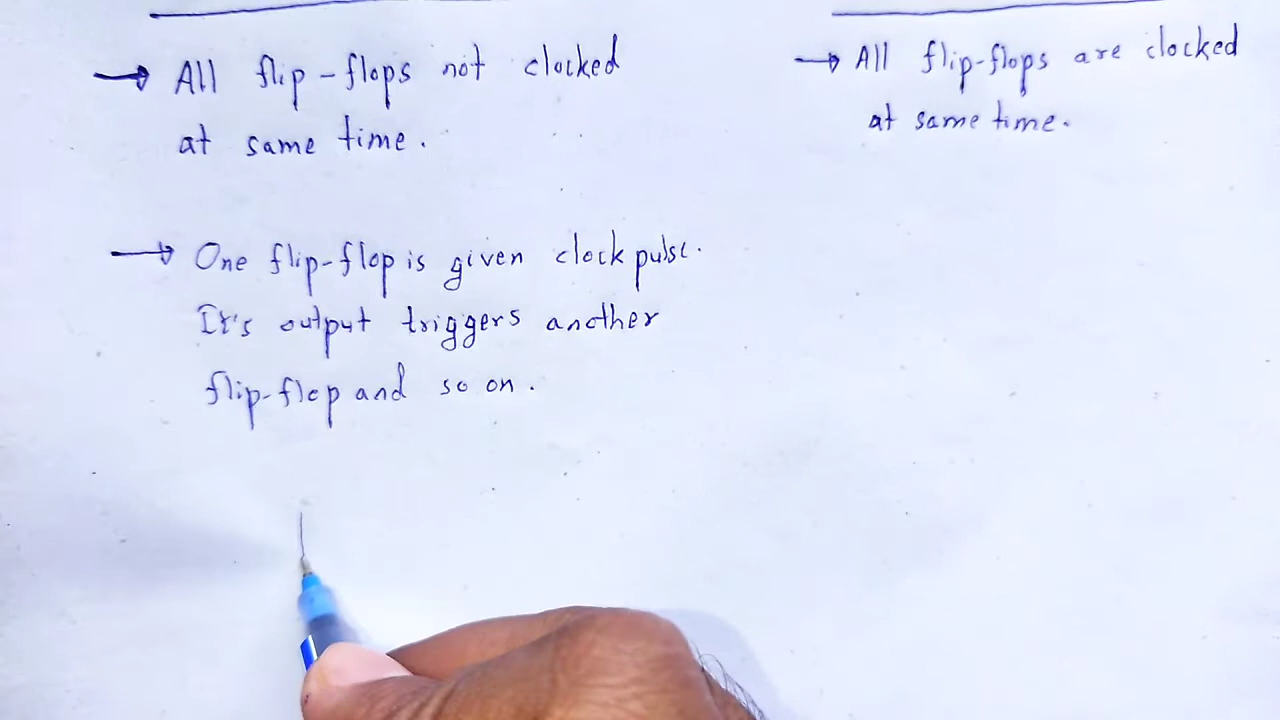 → All flip-flops not clocked
at same time.
→ One flip-flop is given clock pulse.
It's output triggers another
flip-flop and so on.
→ All flip-flops are clocked
at same time.